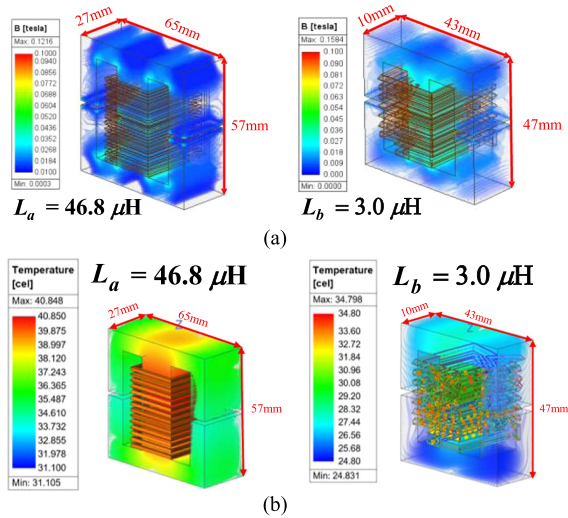 27mm
65mm
57mm
B [tesla]
Max: 0.1216
0.1000
0.0940
0.0856
0.0772
0.0688
0.0604
0.0520
0.0436
0.0352
0.0268
0.0184
0.0100
Min: 0.0003
L_a = 46.8 μH
10mm
43mm
47mm
B [tesla]
Max: 0.1584
0.100
0.090
0.081
0.072
0.063
0.054
0.045
0.036
0.027
0.018
0.009
0.000
Min: 0.0000
L_b = 3.0 μH
(a)
Temperature
[cel]
Max: 40.848
40.850
39.875
38.998
38.120
37.243
36.365
35.487
34.610
33.732
32.855
31.978
31.100
Min: 31.105
L_a = 46.8 μH
27mm
65mm
Z
57mm
Temperature
[cel]
Max: 34.798
34.80
33.60
32.72
31.84
30.96
30.08
29.20
28.32
27.44
26.56
25.68
24.80
Min: 24.831
L_b = 3.0 μH
10mm
43mm
Z
47mm
(b)